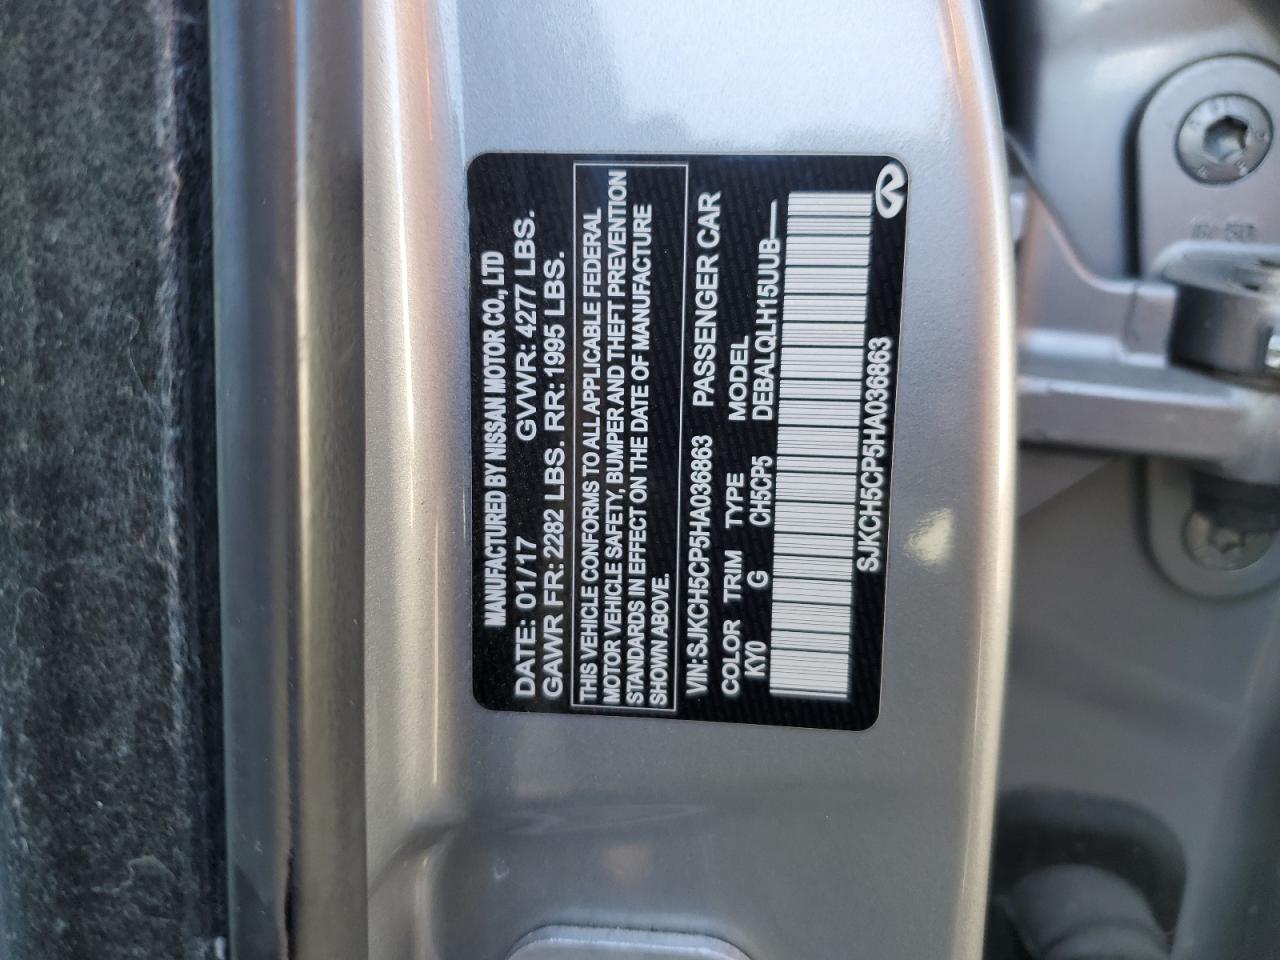 MANUFACTURED BY NISSAN MOTOR CO., LTD
DATE: 01/17 GVWR: 4277 LBS.
GAWR FR: 2282 LBS. RR: 1995 LBS.
THIS VEHICLE CONFORMS TO ALL APPLICABLE FEDERAL
MOTOR VEHICLE SAFETY, BUMPER AND THEFT PREVENTION
STANDARDS IN EFFECT ON THE DATE OF MANUFACTURE
SHOWN ABOVE.
VIN:SJKCH5CP5HA036863 PASSENGER CAR
COLOR TRIM TYPE MODEL
KY0 G CH5CP5 DEBALQLH15UUB—
SJKCH5CP5HA036863